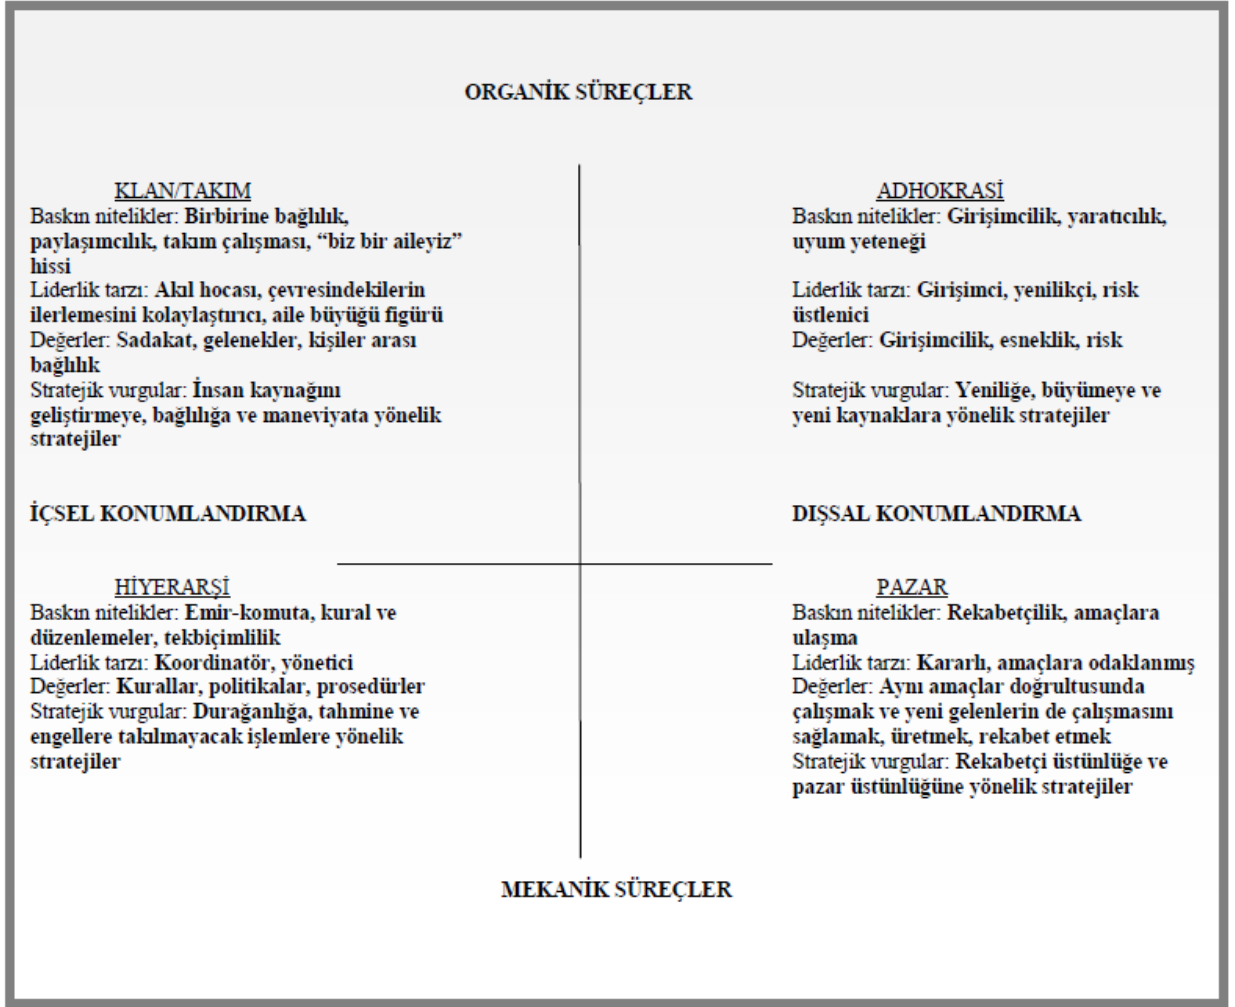 ORGANİK SÜREÇLER
KLAN/TAKIM
Baskın nitelikler: Birbirine bağlılık,
paylaşımcılık, takım çalışması, “biz bir aileyiz”
hissi
Liderlik tarzı: Akıl hocası, çevresindekilerin
ilerlemesini kolaylaştırıcı, aile büyüğü figürü
Değerler: Sadakat, gelenekler, kişiler arası
bağlılık
Stratejik vurgular: İnsan kaynağını
geliştirmeye, bağlılığa ve maneviyata yönelik
stratejiler
ADHOKRASİ
Baskın nitelikler: Girişimcilik, yaratıcılık,
uyum yeteneği
Liderlik tarzı: Girişimci, yenilikçi, risk
üstlenici
Değerler: Girişimcilik, esneklik, risk
Stratejik vurgular: Yeniliğe, büyümeye ve
yeni kaynaklara yönelik stratejiler
İÇSEL KONUMLANDIRMA
DIŞSAL KONUMLANDIRMA
HİYERARŞİ
Baskın nitelikler: Emir-komuta, kural ve
düzenlemeler, tekbiçimlilik
Liderlik tarzı: Koordinatör, yönetici
Değerler: Kurallar, politikalar, prosedürler
Stratejik vurgular: Durağanlığa, tahmine ve
engellere takılmayacak işlemlere yönelik
stratejiler
PAZAR
Baskın nitelikler: Rekabetçilik, amaçlara
ulaşma
Liderlik tarzı: Kararlı, amaçlara odaklanmış
Değerler: Aynı amaçlar doğrultusunda
çalışmak ve yeni gelenlerin de çalışmasını
sağlamak, üretmek, rekabet etmek
Stratejik vurgular: Rekabetçi üstünlüğe ve
pazar üstünlüğüne yönelik stratejiler
MEKANİK SÜREÇLER